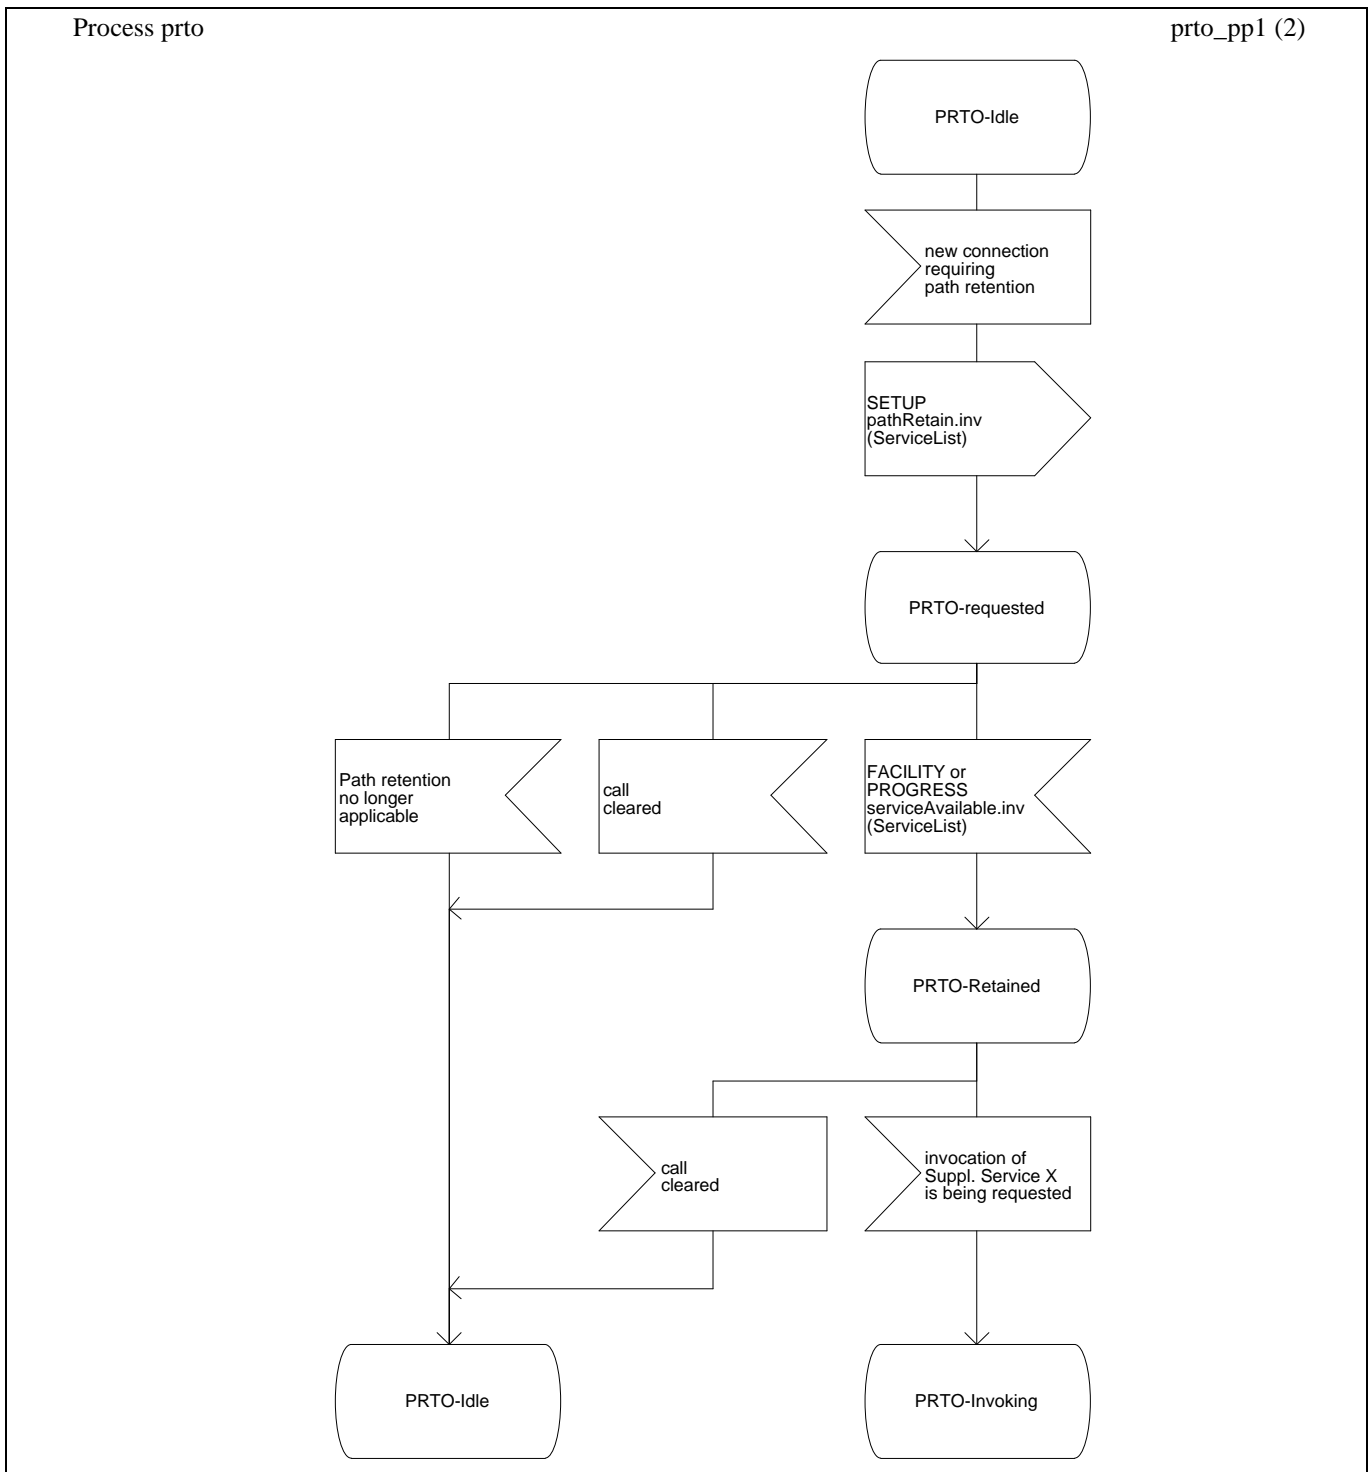 Process prto
prto_pp1 (2)
PRTO-Idle
new connection
requiring
path retention
SETUP
pathRetain.inv
(ServiceList)
PRTO-requested
Path retention
no longer
applicable
call
cleared
FACILITY or
PROGRESS
serviceAvailable.inv
(ServiceList)
PRTO-Retained
call
cleared
invocation of
Suppl. Service X
is being requested
PRTO-Idle
PRTO-Invoking